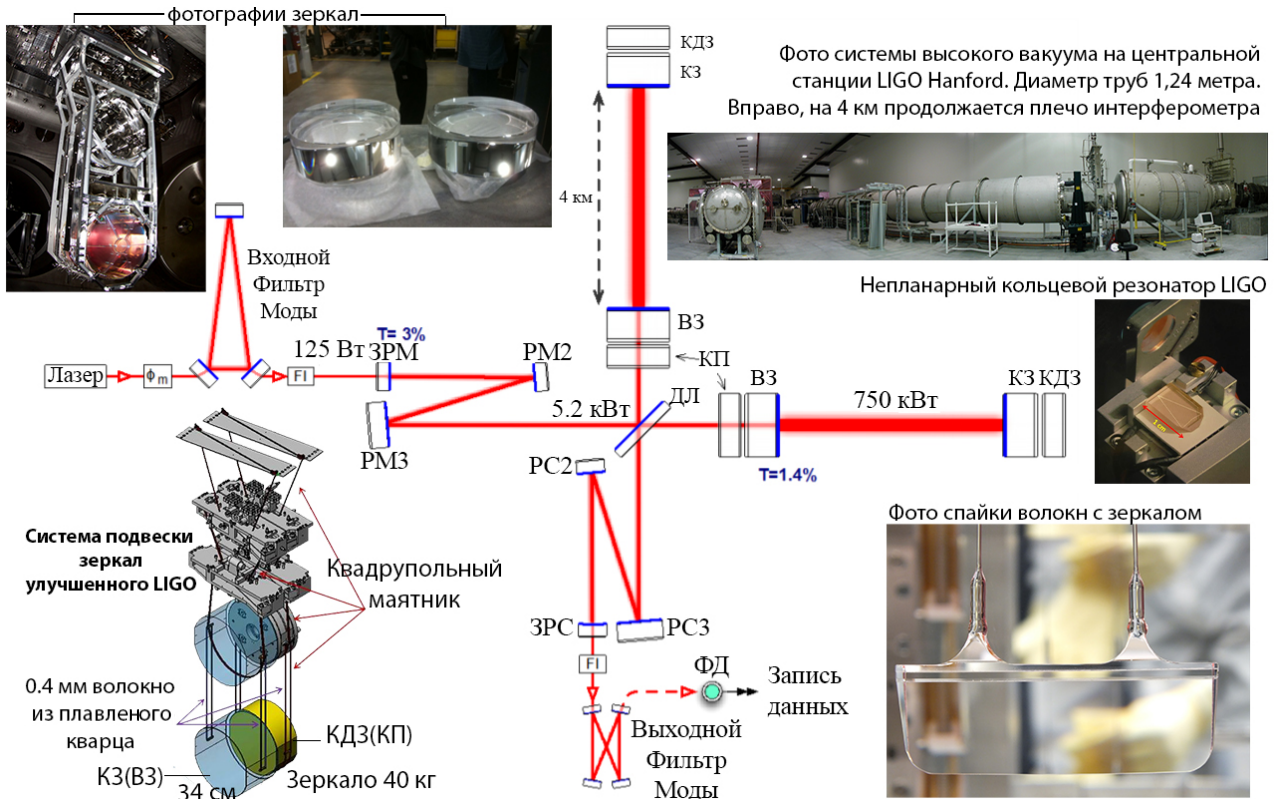 фотографии зеркал
Фото системы высокого вакуума на центральной
станции LIGO Hanford. Диаметр труб 1,24 метра.
Вправо, на 4 км продолжается плечо интерферометра
КДЗ
КЗ
4 км
Входной
Фильтр
Моды
ВЗ
КП
Непланарный кольцевой резонатор LIGO
T= 3%
125 Вт
ЗРМ
РМ2
Лазер
Фm
FI
РМ3
5.2 кВт
ДЛ
ВЗ
750 кВт
КЗ
КДЗ
T=1.4%
3 cm
РС2
Фото спайки волокн с зеркалом
Система подвески
зеркал
улучшенного LIGO
Квадрупольный
маятник
ЗРС
РС3
FI
ФД
Запись
данных
0.4 мм волокно
из плавленого
кварца
Выходной
Фильтр
Моды
КДЗ(КП)
КЗ(ВЗ)
Зеркало 40 кг
34 см